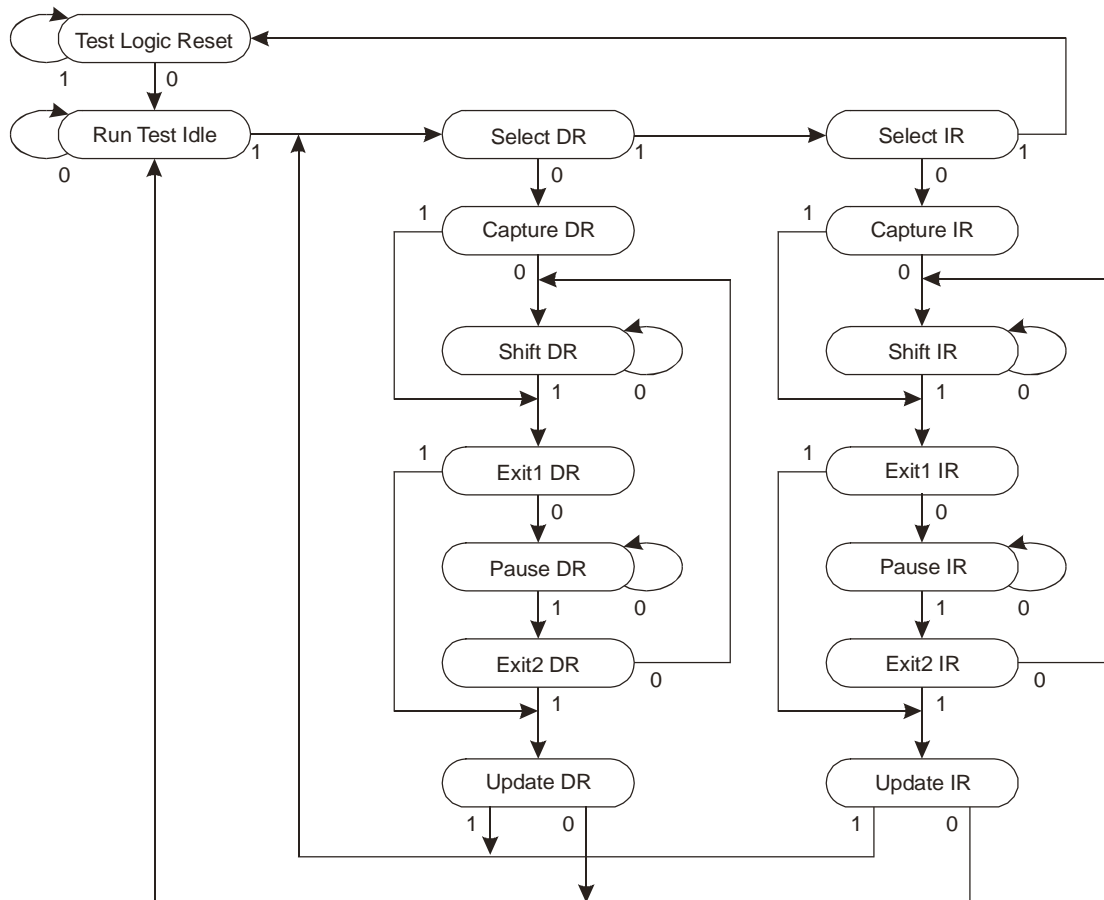 Test Logic Reset
1 0
Run Test Idle
1
0
Select DR
1
0
Select IR
1
0
1
Capture DR
0
1
Capture IR
0
Shift DR
1 0
Shift IR
1 0
1
Exit1 DR
0
1
Exit1 IR
0
Pause DR
1 0
Pause IR
1 0
Exit2 DR
0
1
Exit2 IR
0
1
Update DR
1 0
Update IR
1 0